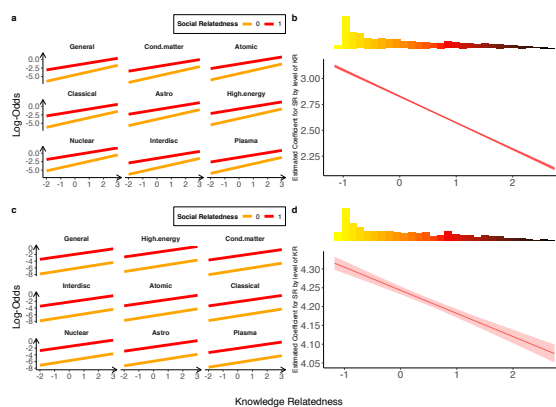 a
Social Relatedness 0 1
General Cond.matter Atomic
0.0
-2.5
-5.0
Classical Astro High.energy
0.0
-2.5
-5.0
Nuclear Interdisc Plasma
0.0
-2.5
-5.0
-2 -1 0 1 2 3 -2 -1 0 1 2 3 -2 -1 0 1 2 3
Log-Odds
b
Estimated Coefficient for SR by level of KR
3.00
2.75
2.50
2.25
-1 0 1 2
c
Social Relatedness 0 1
General High.energy Cond.matter
0
-2
-4
-6
-8
Interdisc Atomic Classical
0
-2
-4
-6
-8
Nuclear Astro Plasma
0
-2
-4
-6
-8
-2 -1 0 1 2 3 -2 -1 0 1 2 3 -2 -1 0 1 2 3
Log-Odds
d
Estimated Coefficient for SR by level of KR
4.30
4.25
4.20
4.15
4.10
4.05
-1 0 1 2
Knowledge Relatedness